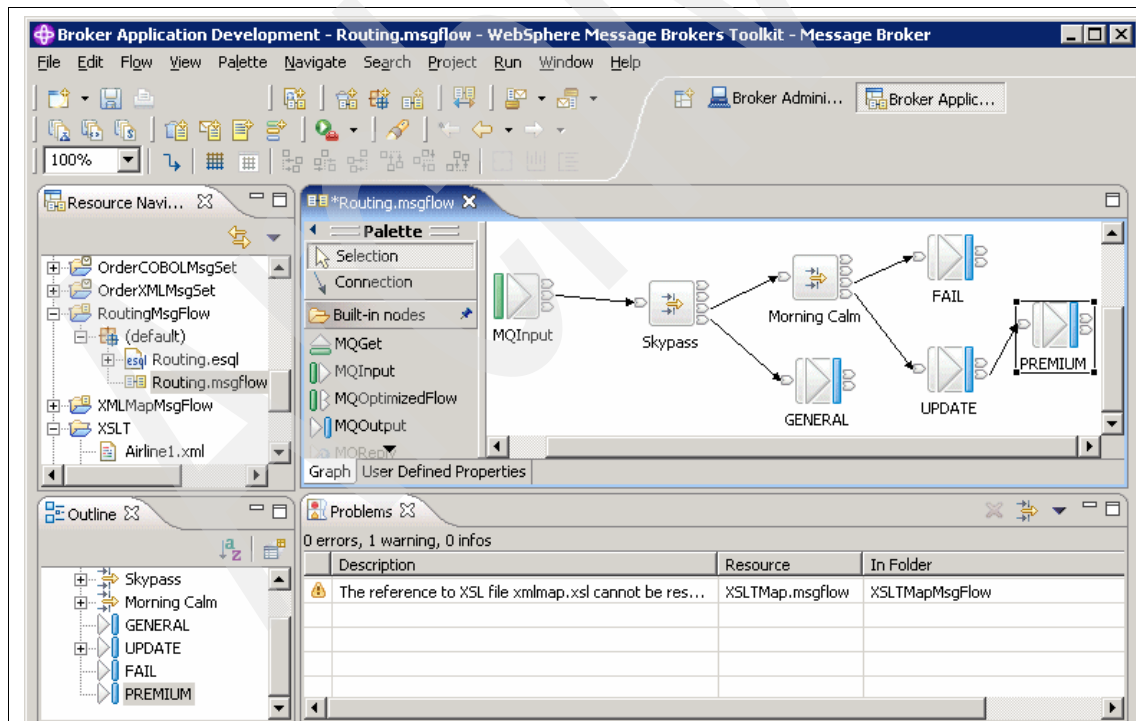 Broker Application Development - Routing.msgflow - WebSphere Message Brokers Toolkit - Message Broker
File Edit Flow View Palette Navigate Search Project Run Window Help
Broker Admini... Broker Applic...
100%
Resource Navi...
OrderCOBOLMsgSet
OrderXMLMsgSet
RoutingMsgFlow
(default)
esql Routing.esql
Routing.msgflow
XMLMapMsgFlow
XSLT
Airline1.xml
*Routing.msgflow
Palette
Selection
Connection
Built-in nodes
MQGet
MQInput
MQOptimizedFlow
MQOutput
MQReply
MQInput
Skypass
Morning Calm
FAIL
GENERAL
UPDATE
PREMIUM
Graph User Defined Properties
Outline
Skypass
Morning Calm
GENERAL
UPDATE
FAIL
PREMIUM
Problems
0 errors, 1 warning, 0 infos
Description Resource In Folder
The reference to XSL file xmlmap.xsl cannot be res... XSLTMap.msgflow XSLTMapMsgFlow